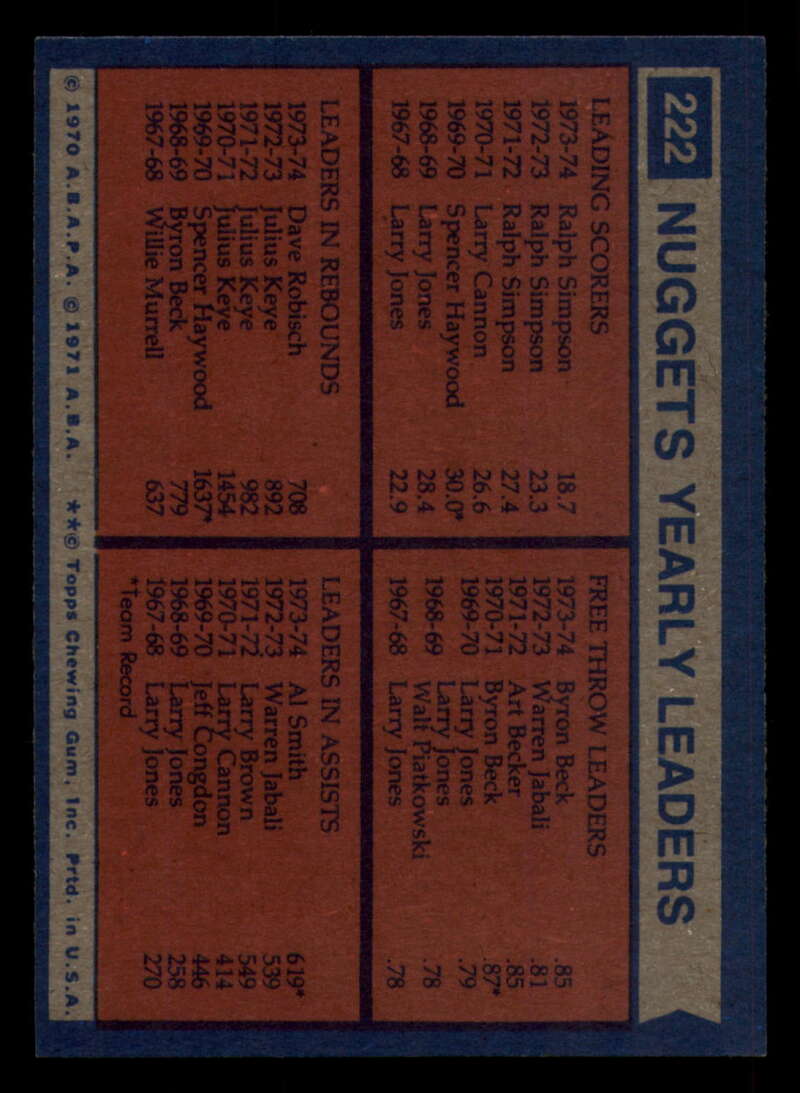 222 NUGGETS YEARLY LEADERS
LEADING SCORERS
1973-74 Ralph Simpson 18.7
1972-73 Ralph Simpson 23.3
1971-72 Ralph Simpson 27.4
1970-71 Larry Cannon 26.6
1969-70 Spencer Haywood 30.0*
1968-69 Larry Jones 28.4
1967-68 Larry Jones 22.9
FREE THROW LEADERS
1973-74 Byron Beck .85
1972-73 Warren Jabali .81
1971-72 Art Becker .85
1970-71 Byron Beck .87*
1969-70 Larry Jones .79
Larry Jones
1968-69 Walt Piatkowski .78
1967-68 Larry Jones .78
LEADERS IN REBOUNDS
1973-74 Dave Robisch 708
1972-73 Julius Keye 892
1971-72 Julius Keye 982
1970-71 Julius Keye 1454
1969-70 Spencer Haywood 1637*
1968-69 Byron Beck 779
1967-68 Willie Murrell 637
LEADERS IN ASSISTS
1973-74 Al Smith 619*
1972-73 Warren Jabali 539
1971-72 Larry Brown 549
1970-71 Larry Cannon 414
1969-70 Jeff Congdon 446
1968-69 Larry Jones 258
1967-68 Larry Jones 270
*Team Record
© 1970 A.B.A.P.A. © 1971 A.B.A. **© Topps Chewing Gum, Inc. Prtd. in U.S.A.